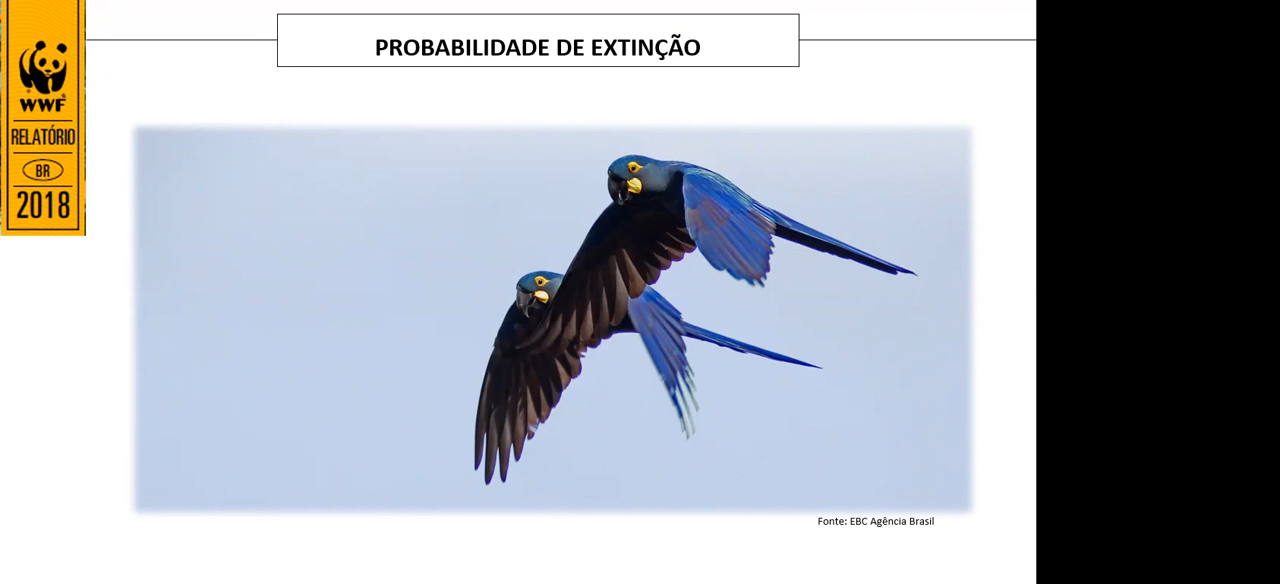 PROBABILIDADE DE EXTINÇÃO
WWF
RELATÓRIO
BR
2018
Fonte: EBC Agência Brasil